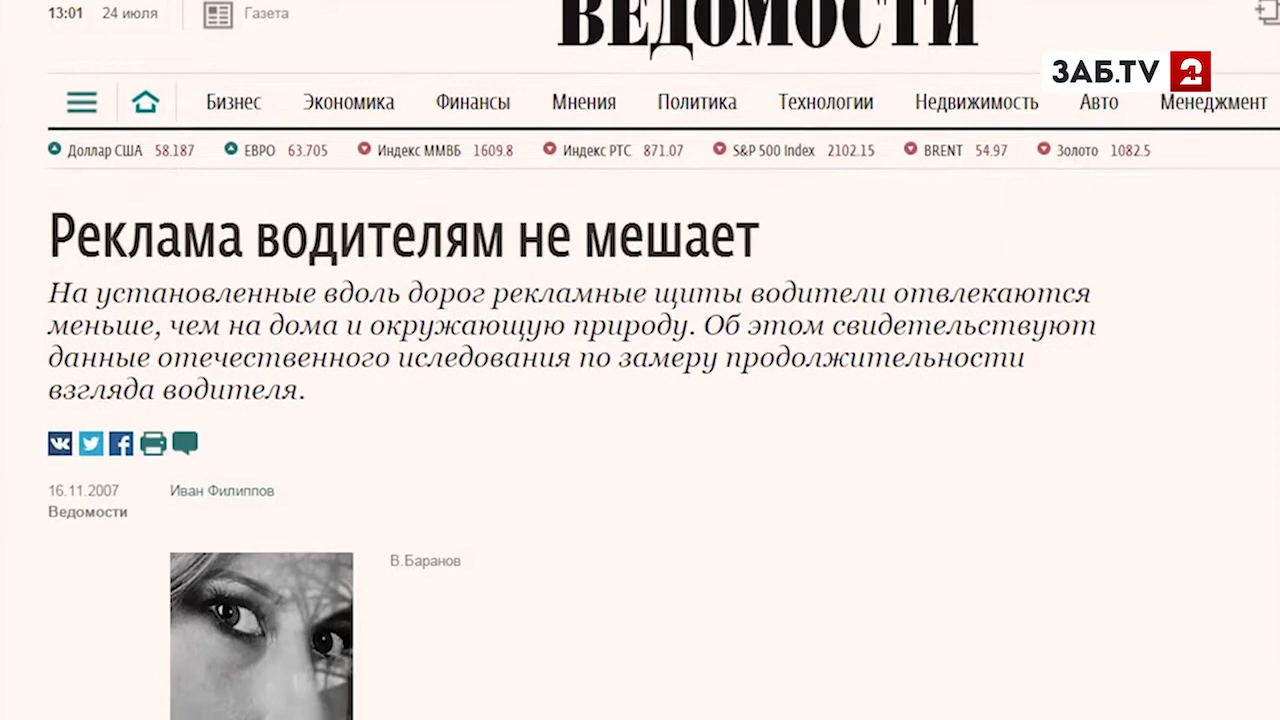 13:01 24 июля Газета
ВЕДОМОСТИ
ЗАБ.TV 24
Бизнес Экономика Финансы Мнения Политика Технологии Недвижимость Авто Менеджмент
Доллар США 58.187 ЕВРО 63.705 Индекс ММВБ 1609.8 Индекс РТС 871.07 S&P 500 Index 2102.15 BRENT 54.97 Золото 1082.5
Реклама водителям не мешает
На установленные вдоль дорог рекламные щиты водители отвлекаются
меньше, чем на дома и окружающую природу. Об этом свидетельствуют
данные отечественного иследования по замеру продолжительности
взгляда водителя.
16.11.2007 Иван Филиппов
Ведомости
В.Баранов